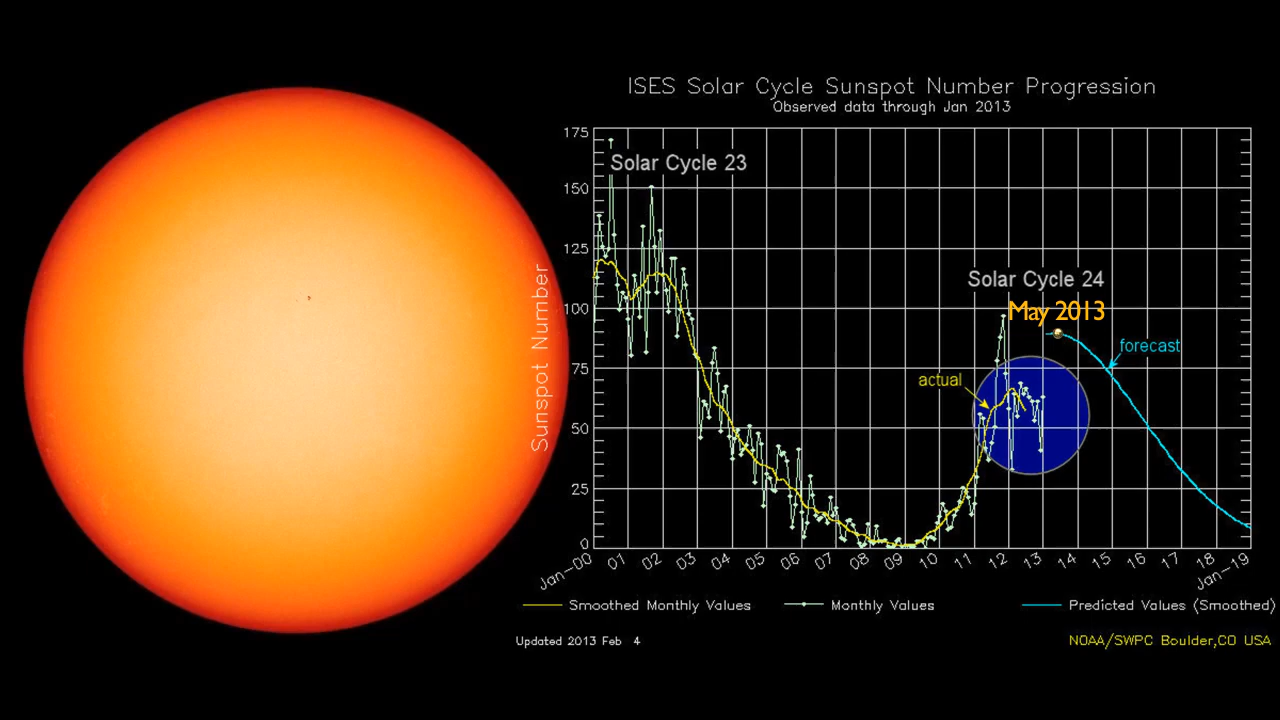 ISES Solar Cycle Sunspot Number Progression
Observed data through Jan 2013
175
Solar Cycle 23
150
125
Solar Cycle 24
100
May 2013
forecast
75
actual
50
25
0
Sunspot Number
Jan-00 01 02 03 04 05 06 07 08 09 10 11 12 13 14 15 16 17 18 Jan-19
Smoothed Monthly Values Monthly Values Predicted Values (Smoothed)
Updated 2013 Feb 4 NOAA/SWPC Boulder,CO USA